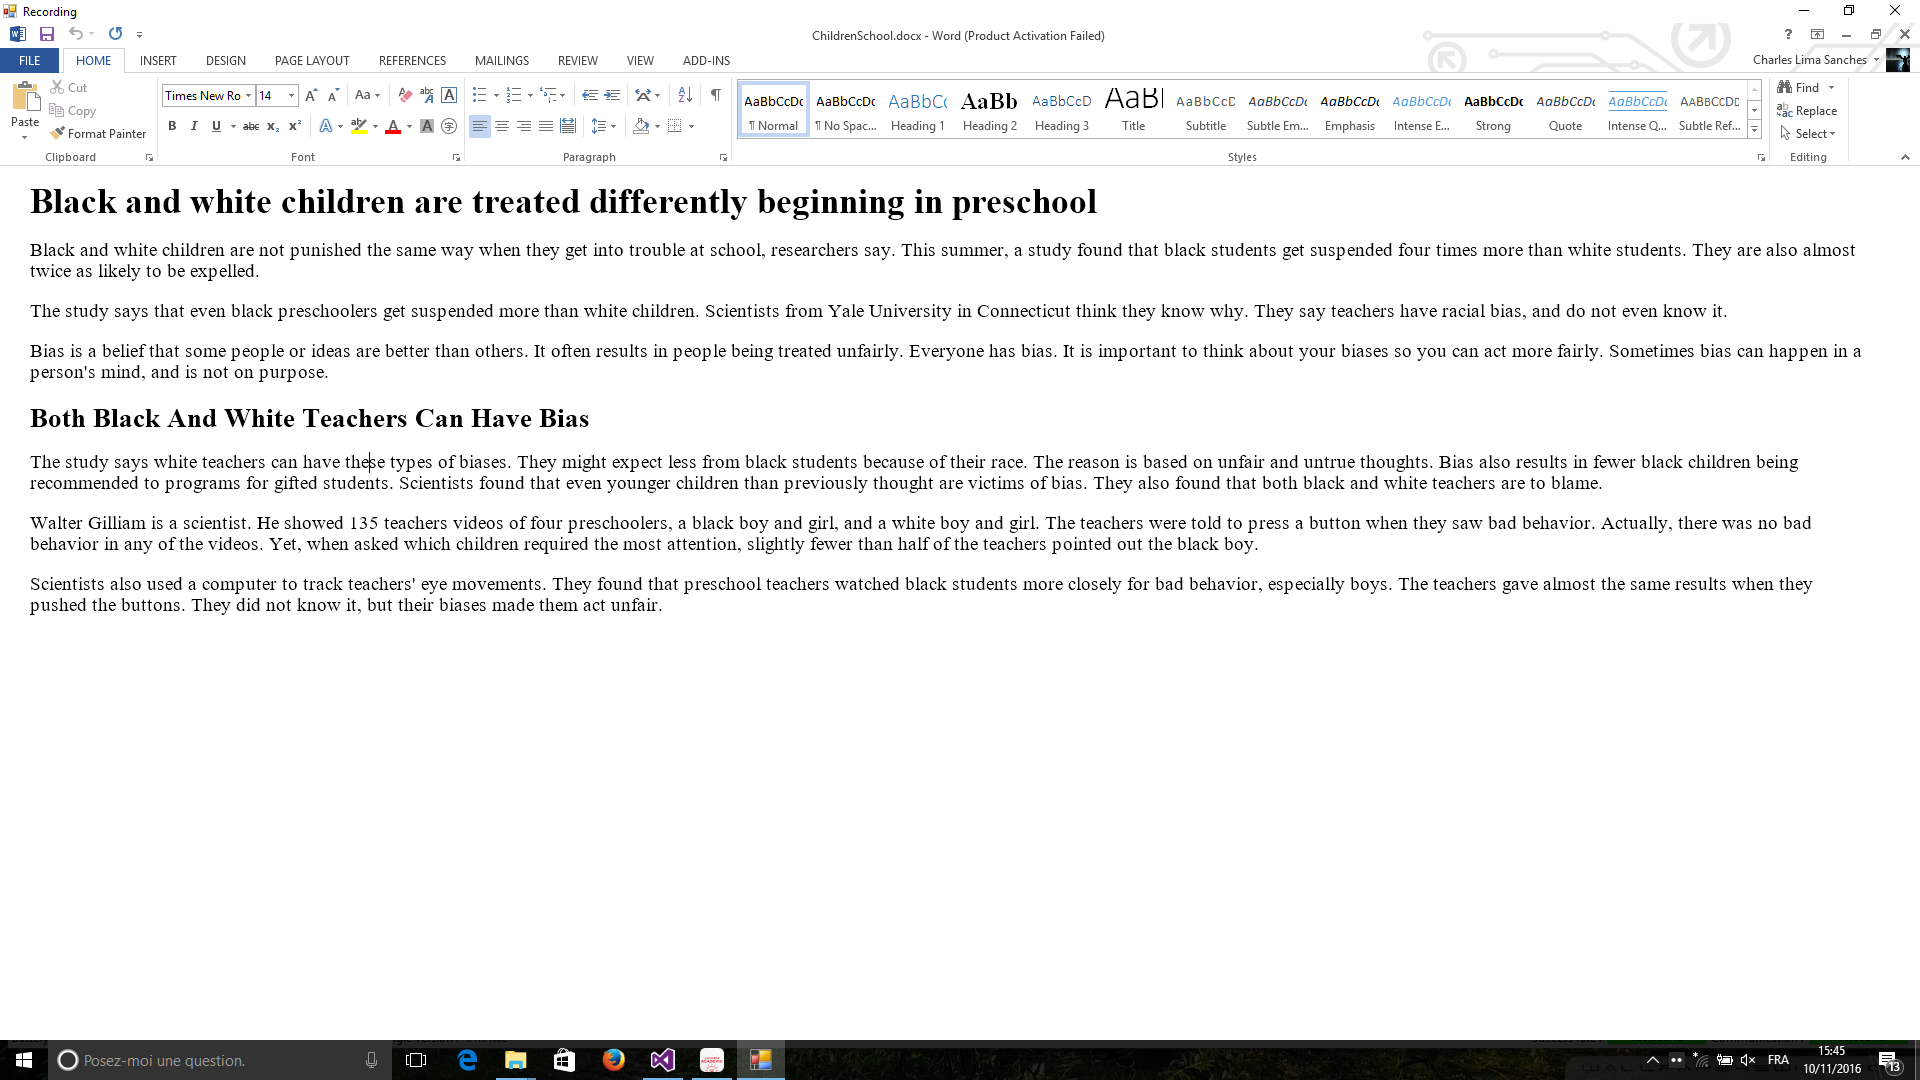 Recording
ChildrenSchool.docx - Word (Product Activation Failed)
?
FILE HOME INSERT DESIGN PAGE LAYOUT REFERENCES MAILINGS REVIEW VIEW ADD-INS
Charles Lima Sanches
Paste
Cut
Copy
Format Painter
Clipboard
Times New Ro 14
Font
Paragraph
AaBbCcDc AaBbCcDc AaBbCc AaBb AaBbCcD AaBl AaBbCcD AaBbCcDc AaBbCcDc AaBbCcDc AaBbCcDc AaBbCcDc AaBbCcDc AABBCCDC
¶ Normal ¶ No Spac... Heading 1 Heading 2 Heading 3 Title Subtitle Subtle Em... Emphasis Intense E... Strong Quote Intense Q... Subtle Ref...
Styles
Find
Replace
Select
Editing
Black and white children are treated differently beginning in preschool
Black and white children are not punished the same way when they get into trouble at school, researchers say. This summer, a study found that black students get suspended four times more than white students. They are also almost
twice as likely to be expelled.
The study says that even black preschoolers get suspended more than white children. Scientists from Yale University in Connecticut think they know why. They say teachers have racial bias, and do not even know it.
Bias is a belief that some people or ideas are better than others. It often results in people being treated unfairly. Everyone has bias. It is important to think about your biases so you can act more fairly. Sometimes bias can happen in a
person's mind, and is not on purpose.
Both Black And White Teachers Can Have Bias
The study says white teachers can have these types of biases. They might expect less from black students because of their race. The reason is based on unfair and untrue thoughts. Bias also results in fewer black children being
recommended to programs for gifted students. Scientists found that even younger children than previously thought are victims of bias. They also found that both black and white teachers are to blame.
Walter Gilliam is a scientist. He showed 135 teachers videos of four preschoolers, a black boy and girl, and a white boy and girl. The teachers were told to press a button when they saw bad behavior. Actually, there was no bad
behavior in any of the videos. Yet, when asked which children required the most attention, slightly fewer than half of the teachers pointed out the black boy.
Scientists also used a computer to track teachers' eye movements. They found that preschool teachers watched black students more closely for bad behavior, especially boys. The teachers gave almost the same results when they
pushed the buttons. They did not know it, but their biases made them act unfair.
Posez-moi une question.
FRA
15:45
10/11/2016
13